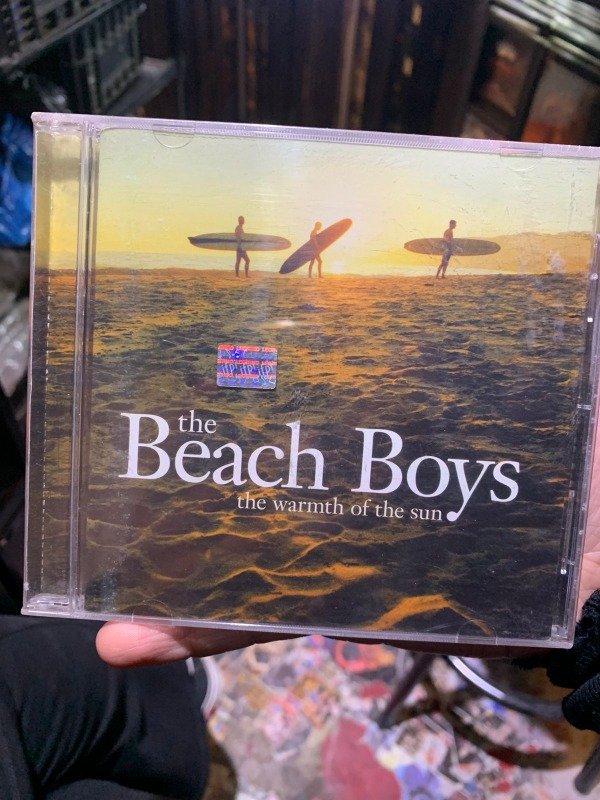 the
Beach Boys
the warmth of the sun